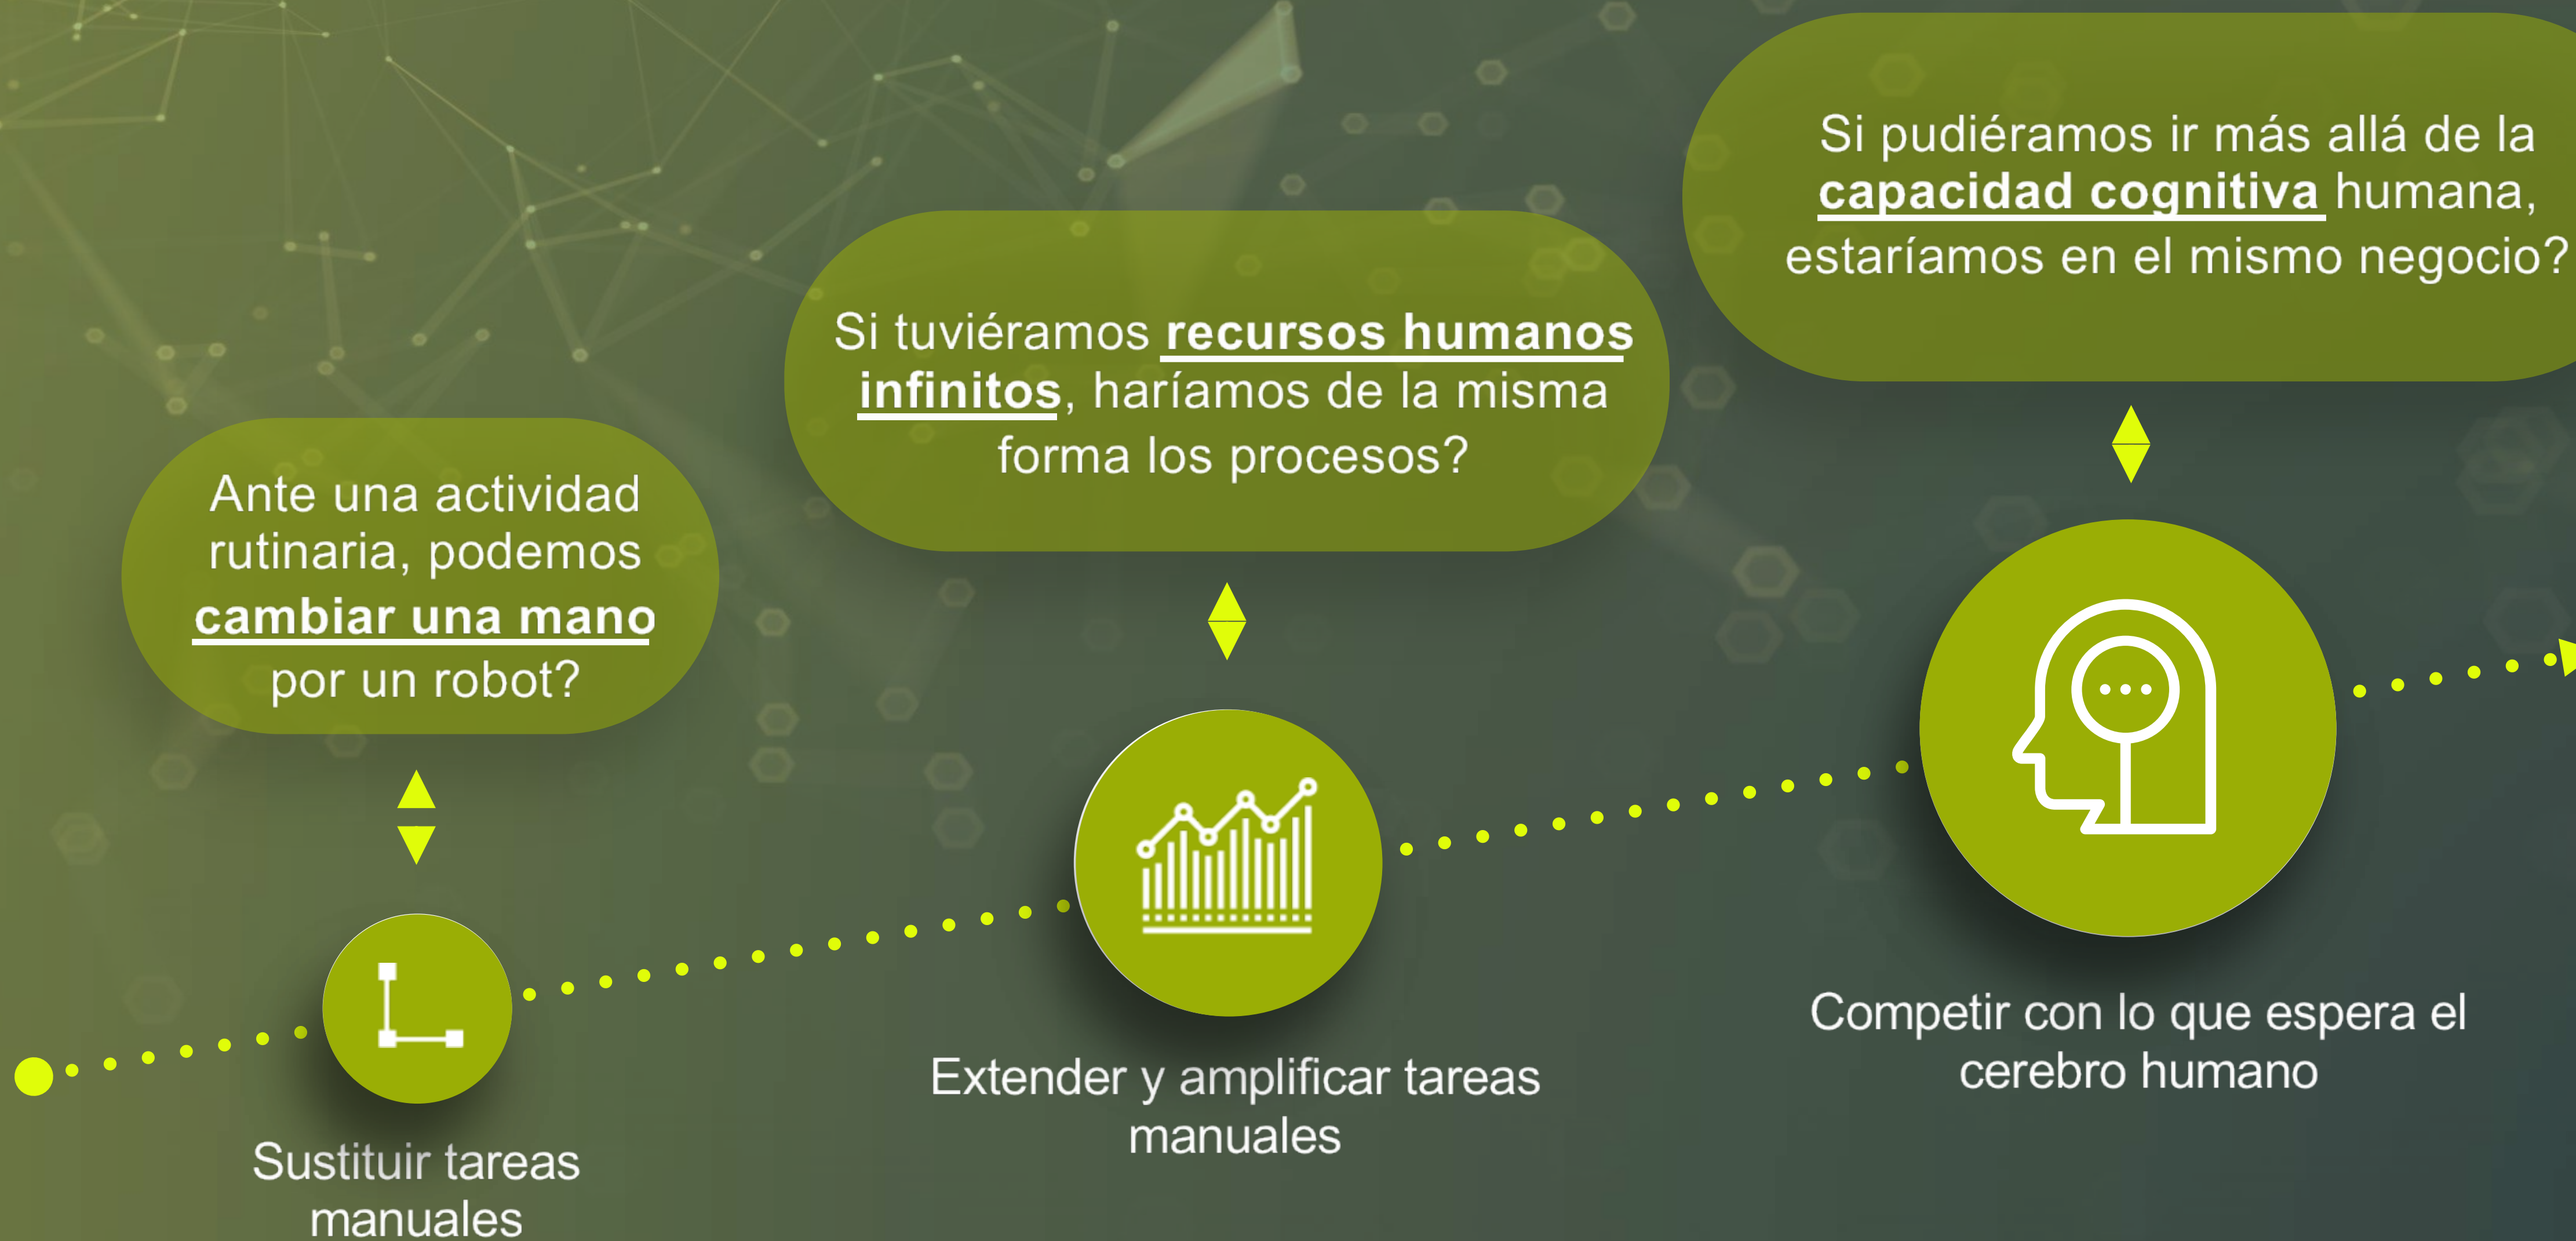 Ante una actividad
rutinaria, podemos
cambiar una mano
por un robot?
Sustituir tareas
manuales
Si tuviéramos recursos humanos
infinitos, haríamos de la misma
forma los procesos?
Extender y amplificar tareas
manuales
Si pudiéramos ir más allá de la
capacidad cognitiva humana,
estaríamos en el mismo negocio?
Competir con lo que espera el
cerebro humano